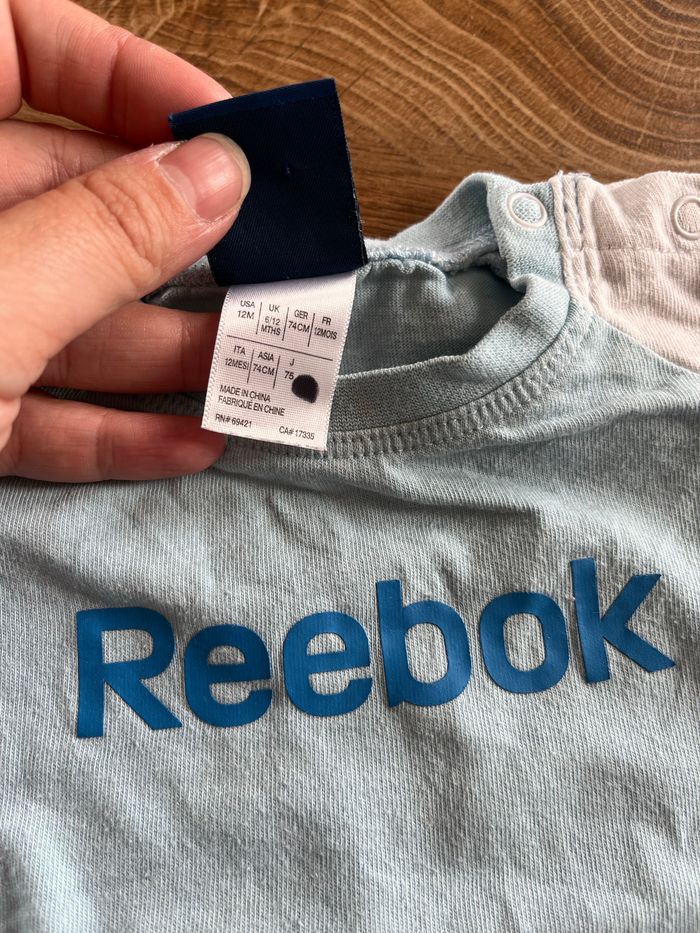 USA UK GER FR
12M 6/12 MTHS 74CM 12MOIS
ITA ASIA J
12MESI 74CM 75
MADE IN CHINA
FABRIQUÉ EN CHINE
RN# 69421 CA# 17335
Reebok